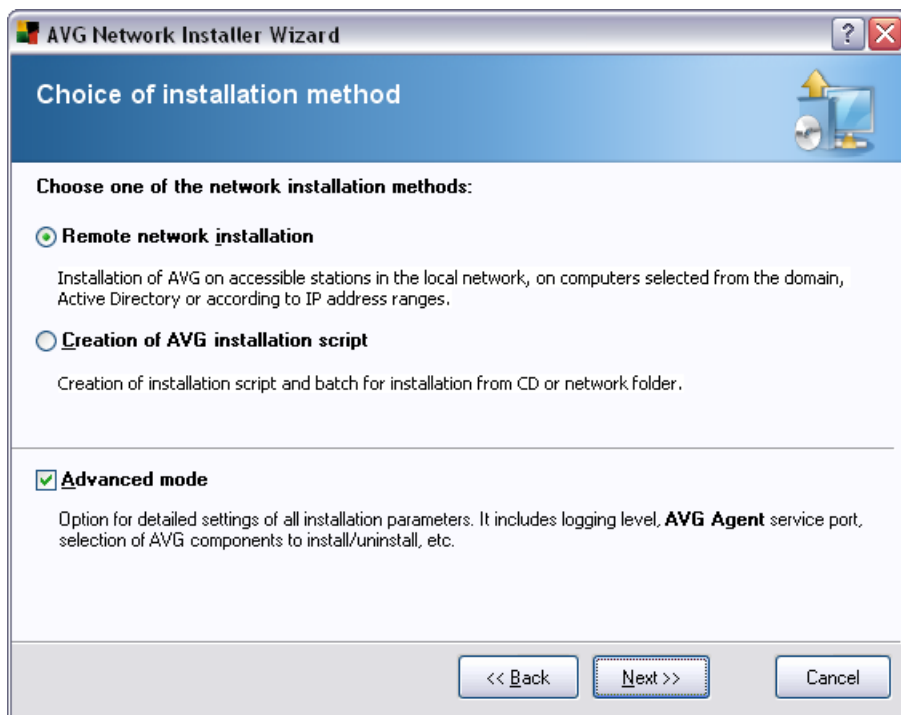 AVG Network Installer Wizard
?
Choice of installation method
Choose one of the network installation methods:
Remote network installation
Installation of AVG on accessible stations in the local network, on computers selected from the domain,
Active Directory or according to IP address ranges.
Creation of AVG installation script
Creation of installation script and batch for installation from CD or network folder.
Advanced mode
Option for detailed settings of all installation parameters. It includes logging level, AVG Agent service port,
selection of AVG components to install/uninstall, etc.
<< Back
Next >>
Cancel